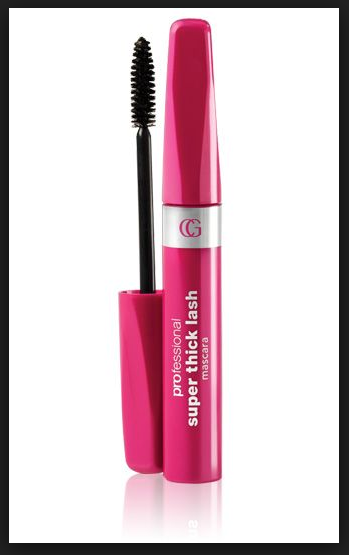 CG
professional
super thick lash
mascara